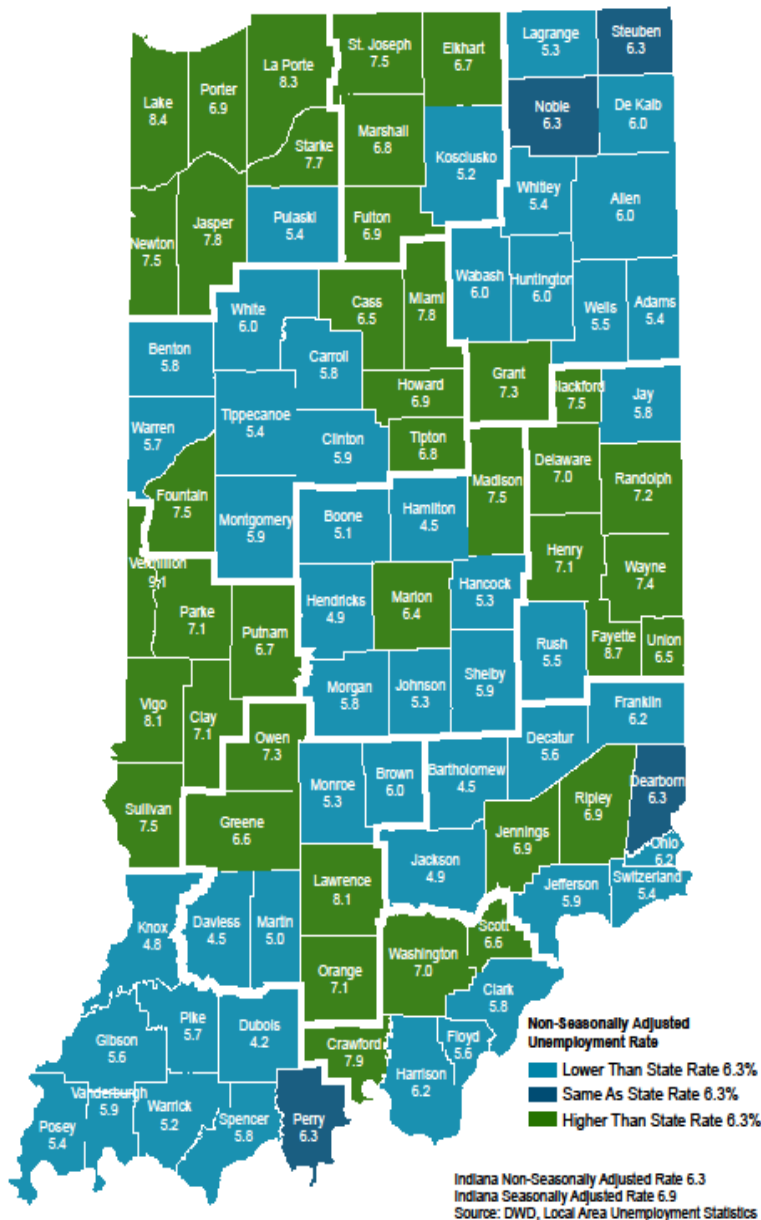 St. Joseph
7.5
Elkhart
6.7
Lagrange
5.3
Steuben
6.3
La Porte
8.3
Porter
6.9
Lake
8.4
Noble
6.3
De Kalb
6.0
Marshall
6.8
Starke
7.7
Kosciusko
5.2
Whitley
5.4
Allen
6.0
Newton
7.5
Jasper
7.8
Pulaski
5.4
Fulton
6.9
Wabash
6.0
Huntington
6.0
Wells
5.5
Adams
5.4
White
6.0
Cass
6.5
Miami
7.8
Benton
5.8
Carroll
5.8
Grant
7.3
Howard
6.9
Blackford
7.5
Jay
5.8
Warren
5.7
Tippecanoe
5.4
Clinton
5.9
Tipton
6.8
Madison
7.5
Delaware
7.0
Randolph
7.2
Fountain
7.5
Montgomery
5.9
Boone
5.1
Hamilton
4.5
Henry
7.1
Wayne
7.4
Vermillion
9.1
Parke
7.1
Putnam
6.7
Hendricks
4.9
Marion
6.4
Hancock
5.3
Rush
5.5
Fayette
8.7
Union
6.5
Morgan
5.8
Johnson
5.3
Shelby
5.9
Vigo
8.1
Clay
7.1
Owen
7.3
Franklin
6.2
Decatur
5.6
Monroe
5.3
Brown
6.0
Bartholomew
4.5
Ripley
6.9
Dearborn
6.3
Sullivan
7.5
Greene
6.6
Jennings
6.9
Ohio
6.2
Jackson
4.9
Jefferson
5.9
Switzerland
5.4
Lawrence
8.1
Knox
4.8
Daviess
4.5
Martin
5.0
Scott
6.6
Washington
7.0
Orange
7.1
Clark
5.8
Pike
5.7
Dubois
4.2
Gibson
5.6
Crawford
7.9
Floyd
5.6
Harrison
6.2
Vanderburgh
5.9
Warrick
5.2
Spencer
5.8
Perry
6.3
Posey
5.4
Non-Seasonally Adjusted
Unemployment Rate
Lower Than State Rate 6.3%
Same As State Rate 6.3%
Higher Than State Rate 6.3%
Indiana Non-Seasonally Adjusted Rate 6.3
Indiana Seasonally Adjusted Rate 6.9
Source: DWD, Local Area Unemployment Statistics